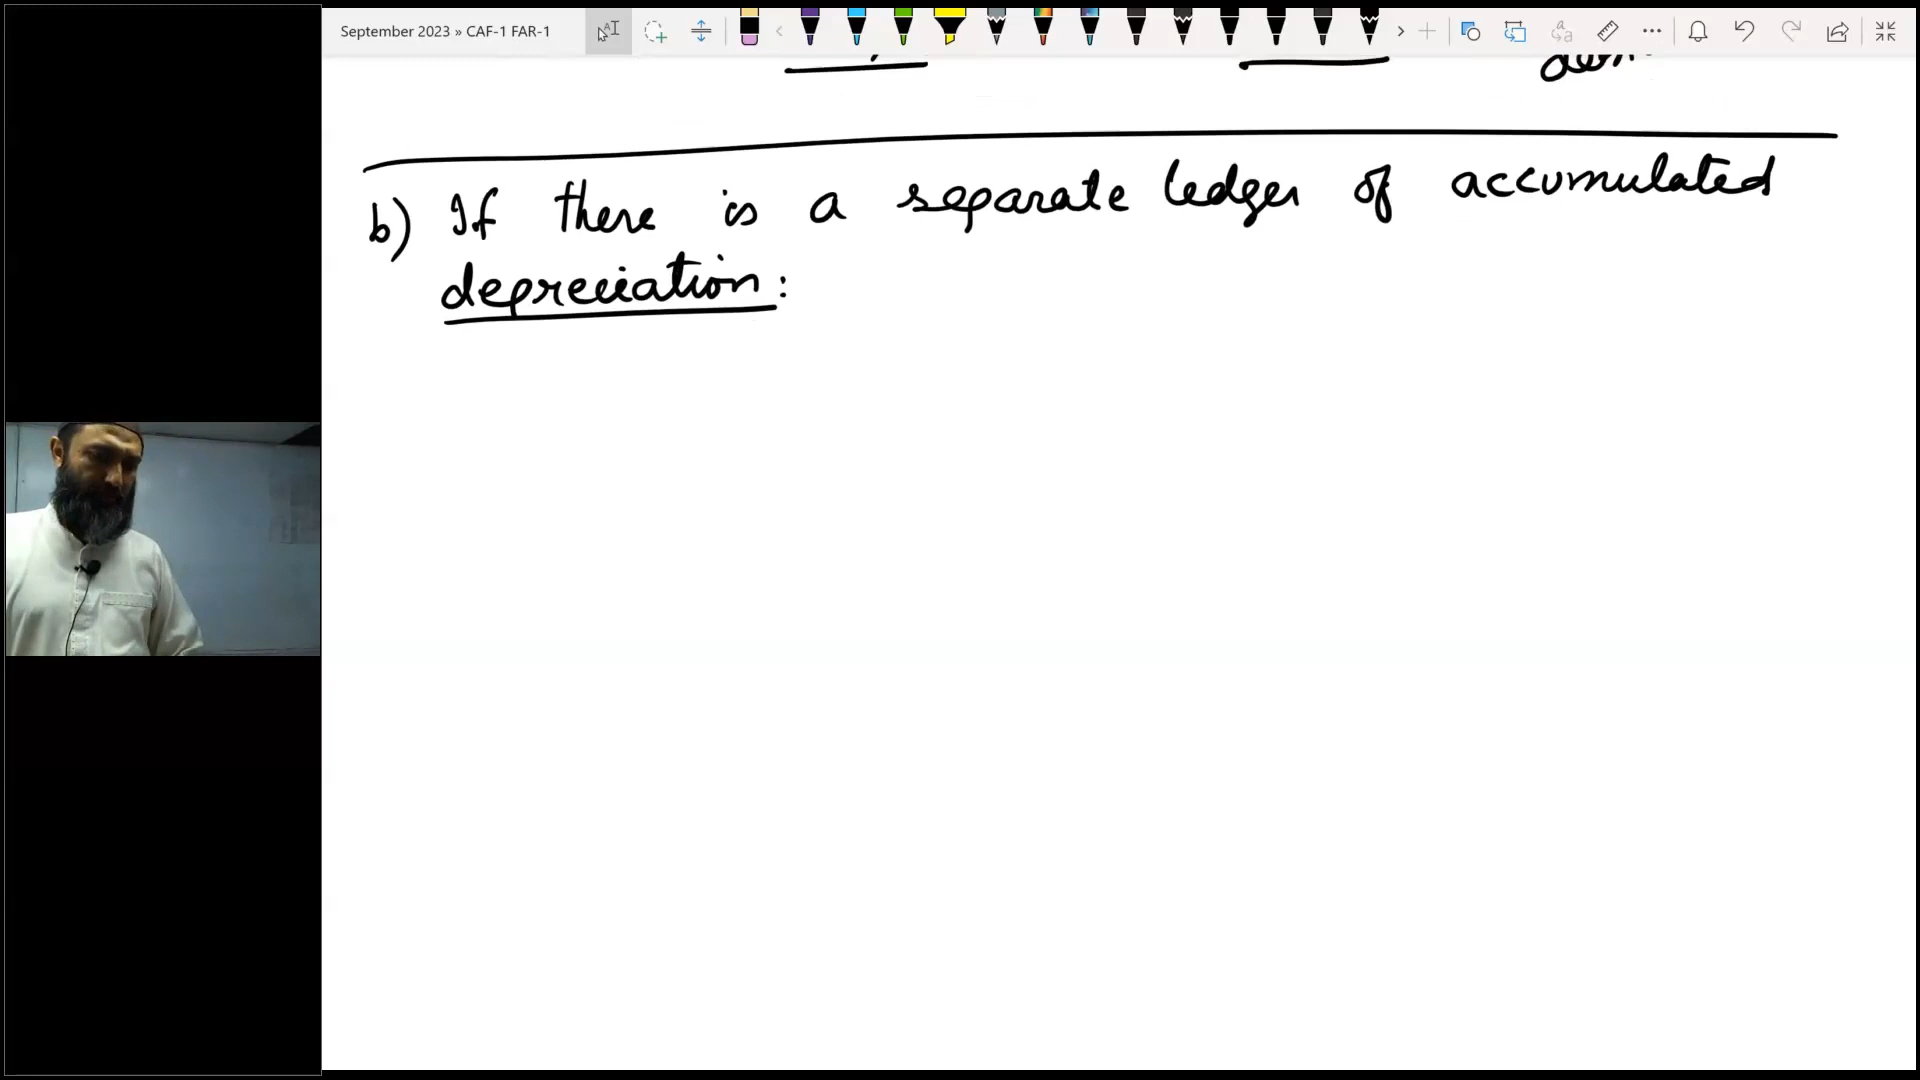 September 2023 » CAF-1 FAR-1
b) If there is a separate ledger of accumulated
depreciation: